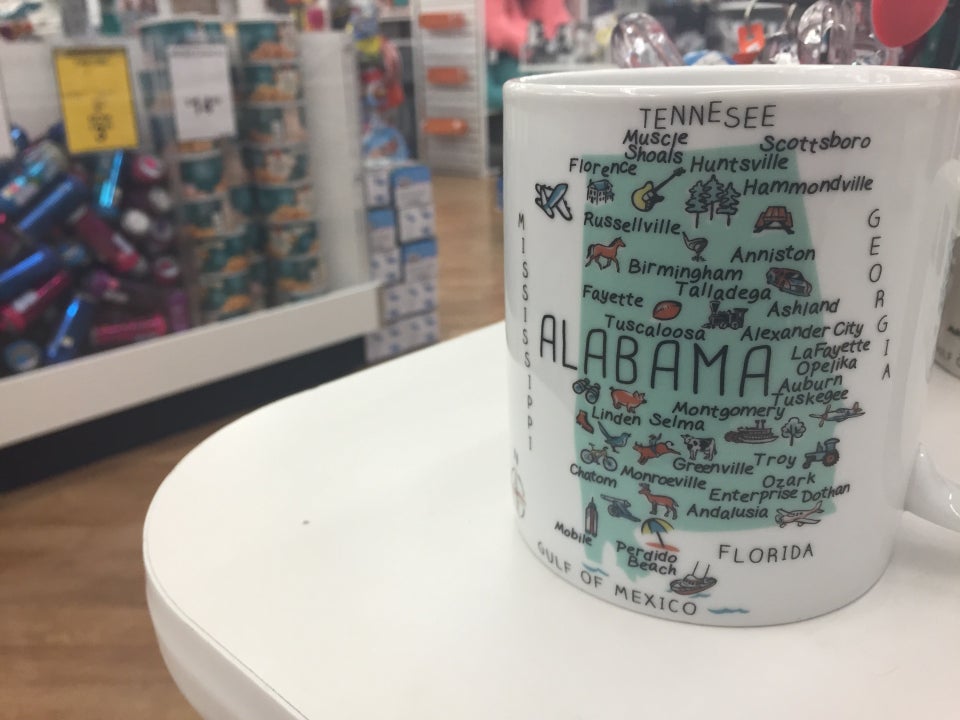 TENNESEE
Muscle
Shoals
Scottsboro
Florence
Huntsville
Hammondville
MISSISSIPPI
GEORGIA
Russellville
Anniston
Birmingham
Talladega
Fayette
Ashland
Tuscaloosa
Alexander City
LaFayette
ALABAMA
Opelika
Auburn
Tuskegee
Montgomery
Linden
Selma
Greenville
Troy
Chatom
Monroeville
Ozark
Enterprise
Dothan
Andalusia
Mobile
Perdido
Beach
FLORIDA
GULF OF MEXICO